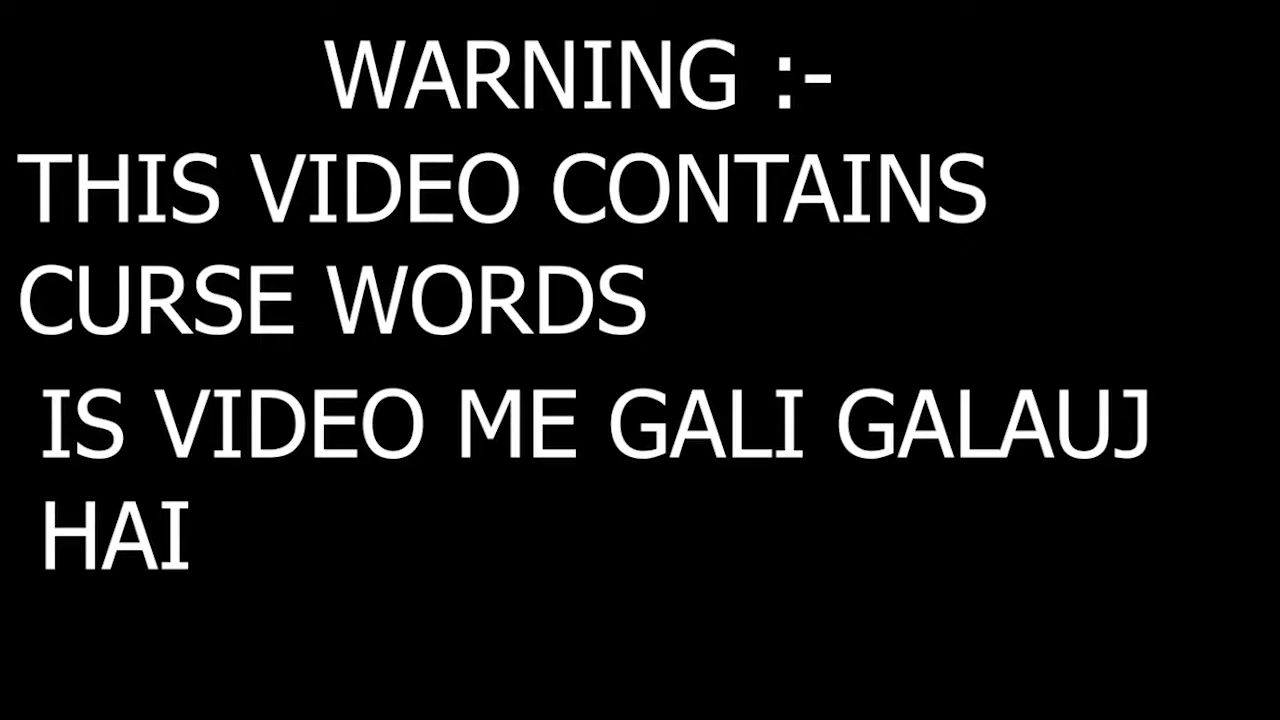 WARNING :-
THIS VIDEO CONTAINS
CURSE WORDS
IS VIDEO ME GALI GALAUJ
HAI